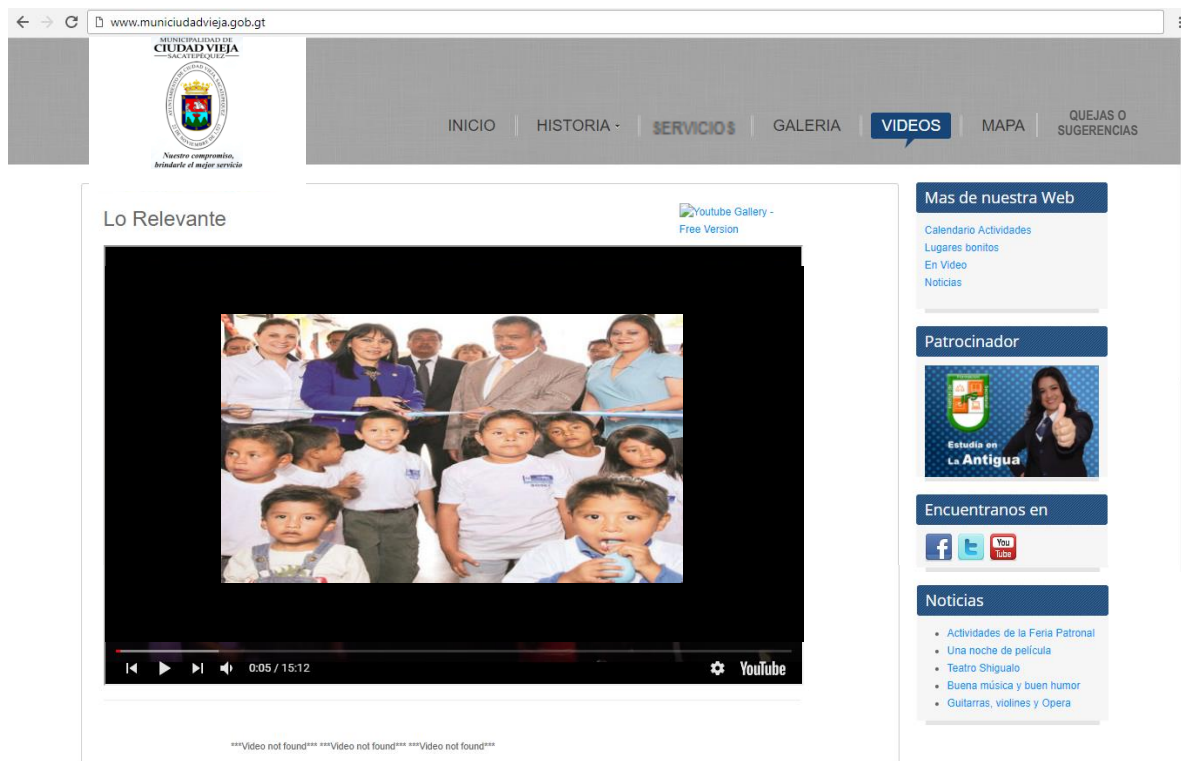 www.municiudadvieja.gob.gt
MUNICIPALIDAD DE
CIUDAD VIEJA
SACATEPÉQUEZ
Nuestro compromiso,
brindarle el mejor servicio
INICIO
HISTORIA
SERVICIOS
GALERIA
VIDEOS
MAPA
QUEJAS O
SUGERENCIAS
Lo Relevante
Youtube Gallery -
Free Version
0:05 / 15:12
YouTube
***Video not found*** ***Video not found*** ***Video not found***
Mas de nuestra Web
Calendario Actividades
Lugares bonitos
En Video
Noticias
Patrocinador
Estudia en
La Antigua
Encuentranos en
You
Tube
Noticias
Actividades de la Feria Patronal
Una noche de película
Teatro Shigualo
Buena música y buen humor
Guitarras, violines y Opera